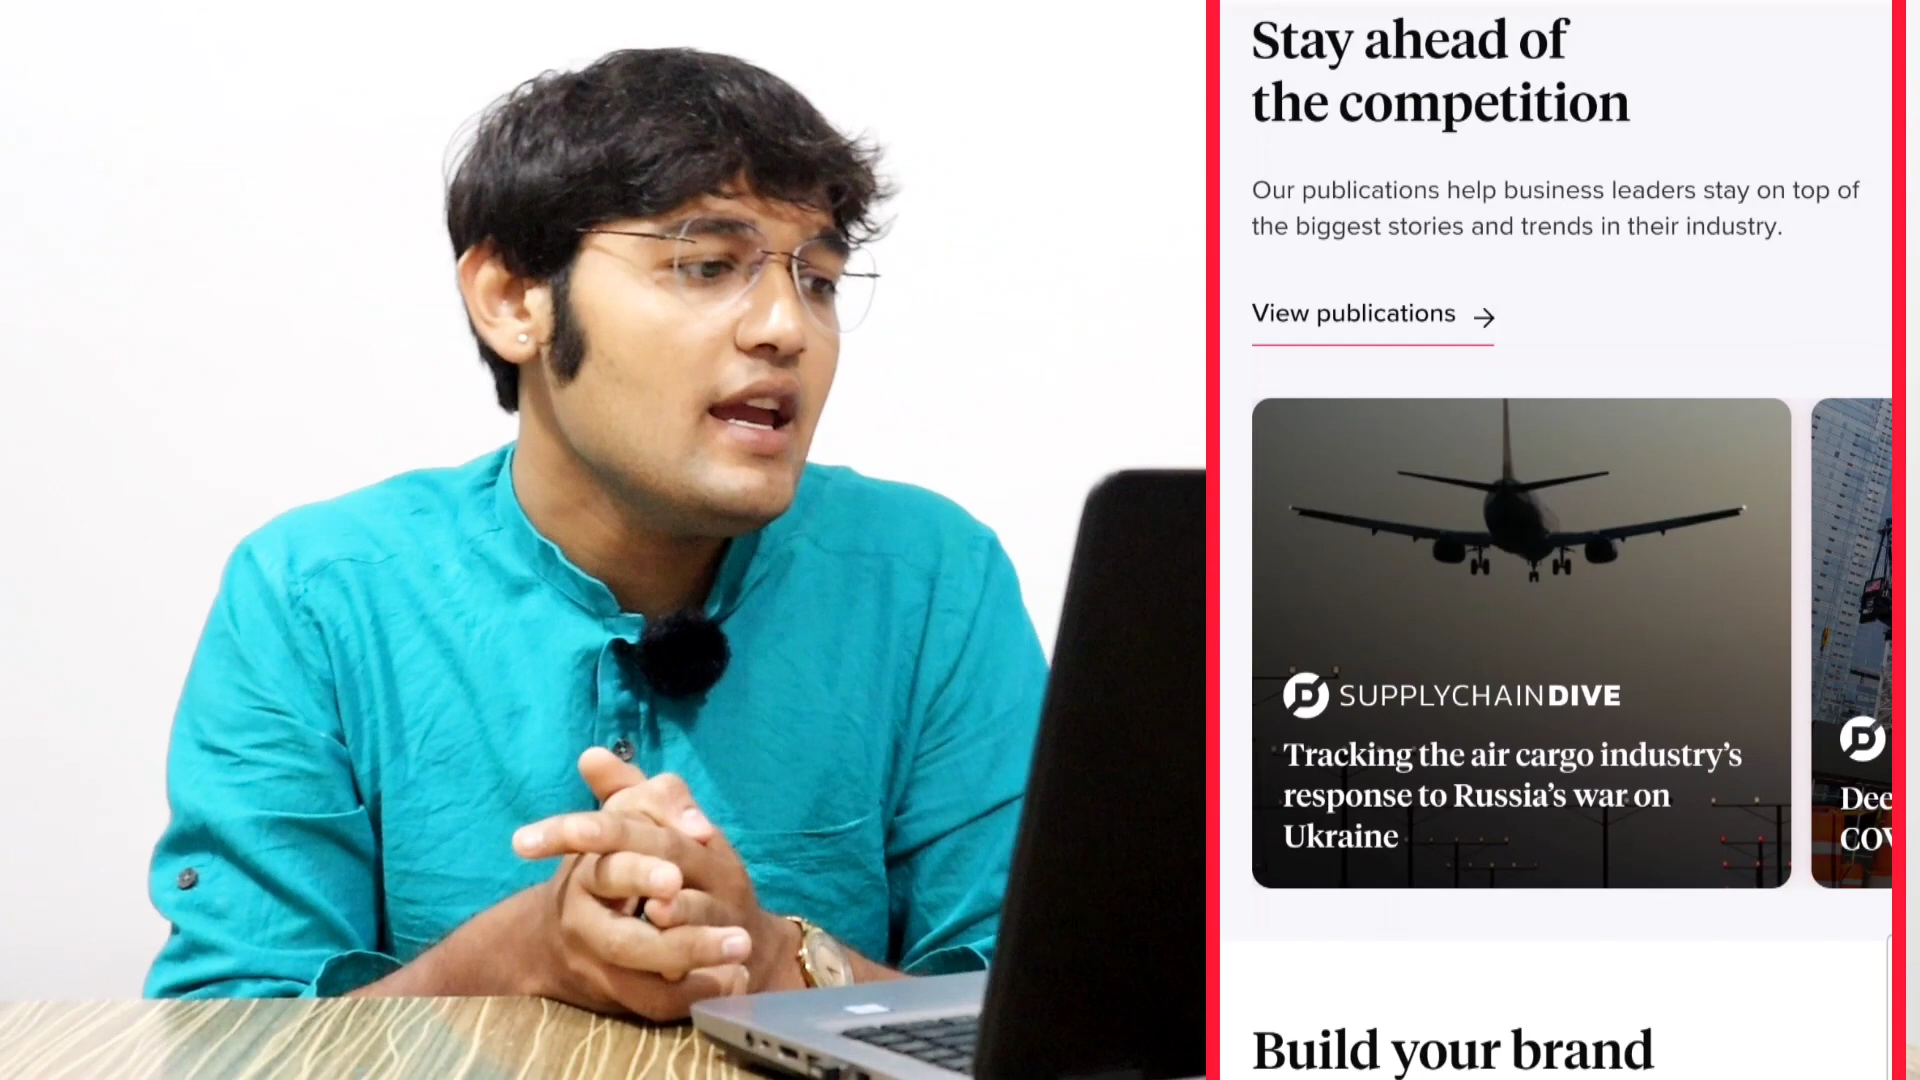 Stay ahead of
the competition
Our publications help business leaders stay on top of
the biggest stories and trends in their industry.
View publications
SUPPLYCHAINDIVE
Tracking the air cargo industry’s
response to Russia’s war on
Ukraine
Build your brand